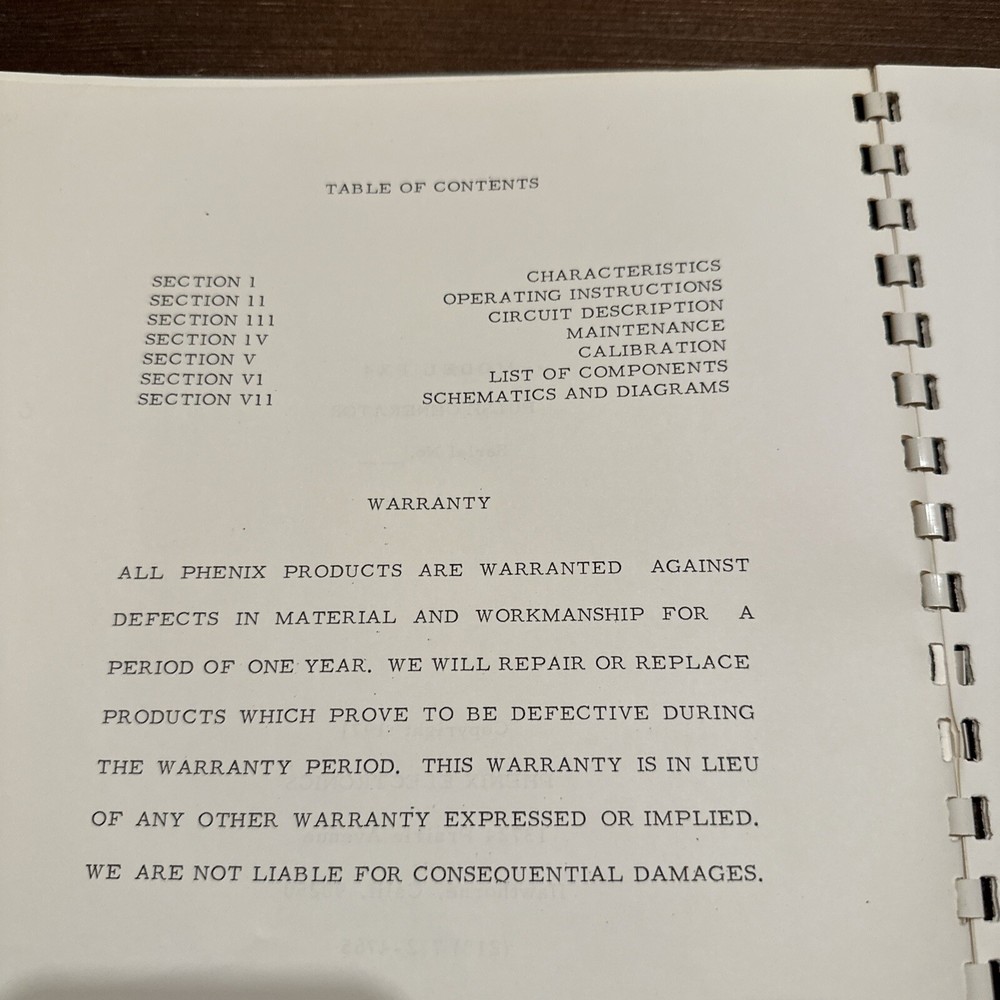 TABLE OF CONTENTS
SECTION 1 CHARACTERISTICS
SECTION 11 OPERATING INSTRUCTIONS
SECTION 111 CIRCUIT DESCRIPTION
SECTION 1V MAINTENANCE
SECTION V CALIBRATION
SECTION V1 LIST OF COMPONENTS
SECTION V11 SCHEMATICS AND DIAGRAMS
WARRANTY
ALL PHENIX PRODUCTS ARE WARRANTED AGAINST
DEFECTS IN MATERIAL AND WORKMANSHIP FOR A
PERIOD OF ONE YEAR. WE WILL REPAIR OR REPLACE
PRODUCTS WHICH PROVE TO BE DEFECTIVE DURING
THE WARRANTY PERIOD. THIS WARRANTY IS IN LIEU
OF ANY OTHER WARRANTY EXPRESSED OR IMPLIED.
WE ARE NOT LIABLE FOR CONSEQUENTIAL DAMAGES.